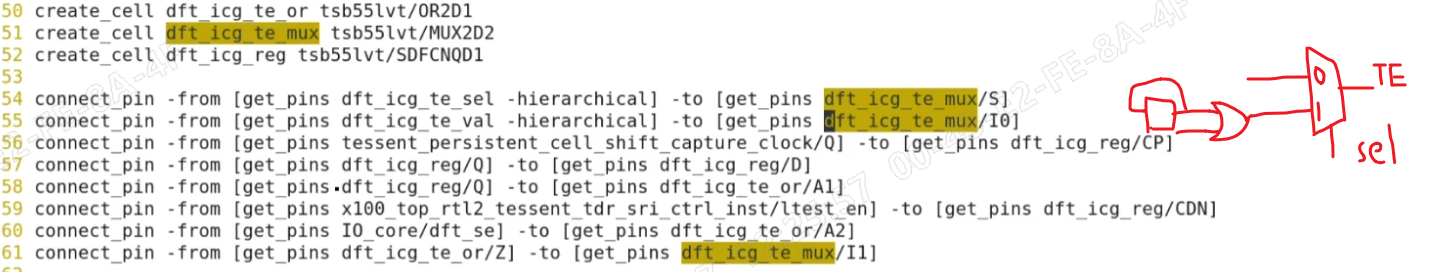 50 create_cell dft_icg_te_or tsb55lvt/OR2D1
51 create_cell dft_icg_te_mux tsb55lvt/MUX2D2
52 create_cell dft_icg_reg tsb55lvt/SDFCNQD1
53
54 connect_pin -from [get_pins dft_icg_te_sel -hierarchical] -to [get_pins dft_icg_te_mux/S]
55 connect_pin -from [get_pins dft_icg_te_val -hierarchical] -to [get_pins dft_icg_te_mux/I0]
56 connect_pin -from [get_pins tessent_persistent_cell_shift_capture_clock/Q] -to [get_pins dft_icg_reg/CP]
57 connect_pin -from [get_pins dft_icg_reg/Q] -to [get_pins dft_icg_reg/D]
58 connect_pin -from [get_pins dft_icg_reg/Q] -to [get_pins dft_icg_te_or/A1]
59 connect_pin -from [get_pins x100_top_rtl2_tessent_tdr_sri_ctrl_inst/ltest_en] -to [get_pins dft_icg_reg/CDN]
60 connect_pin -from [get_pins IO_core/dft_se] -to [get_pins dft_icg_te_or/A2]
61 connect_pin -from [get_pins dft_icg_te_or/Z] -to [get_pins dft_icg_te_mux/I1]
0
1
TE
sel